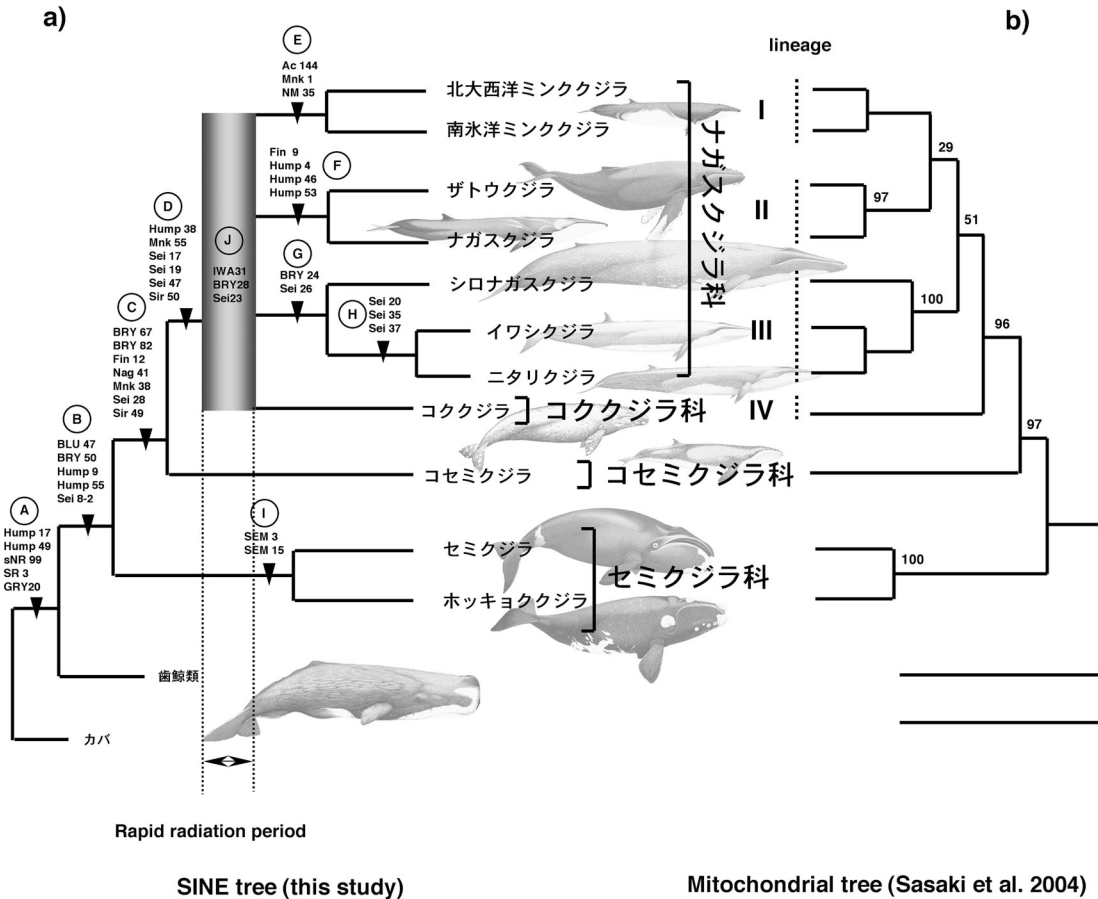 a)
b)
lineage
E
Ac 144
Mnk 1
NM 35
北大西洋ミンククジラ
南氷洋ミンククジラ
I
F
Fin 9
Hump 4
Hump 46
Hump 53
ザトウクジラ
ナガスクジラ
II
ナガスクジラ科
D
Hump 38
Mnk 55
Sei 17
Sei 19
Sei 47
Sir 50
J
IWA31
BRY28
Sei23
G
BRY 24
Sei 26
シロナガスクジラ
H
Sei 20
Sei 35
Sei 37
イワシクジラ
ニタリクジラ
III
C
BRY 67
BRY 82
Fin 12
Nag 41
Mnk 38
Sei 28
Sir 49
コククジラ
コククジラ科
IV
B
BLU 47
BRY 50
Hump 9
Hump 55
Sei 8-2
コセミクジラ
コセミクジラ科
A
Hump 17
Hump 49
sNR 99
SR 3
GRY20
I
SEM 3
SEM 15
セミクジラ
ホッキョククジラ
セミクジラ科
歯鯨類
カバ
29
97
51
100
96
97
100
Rapid radiation period
SINE tree (this study)
Mitochondrial tree (Sasaki et al. 2004)